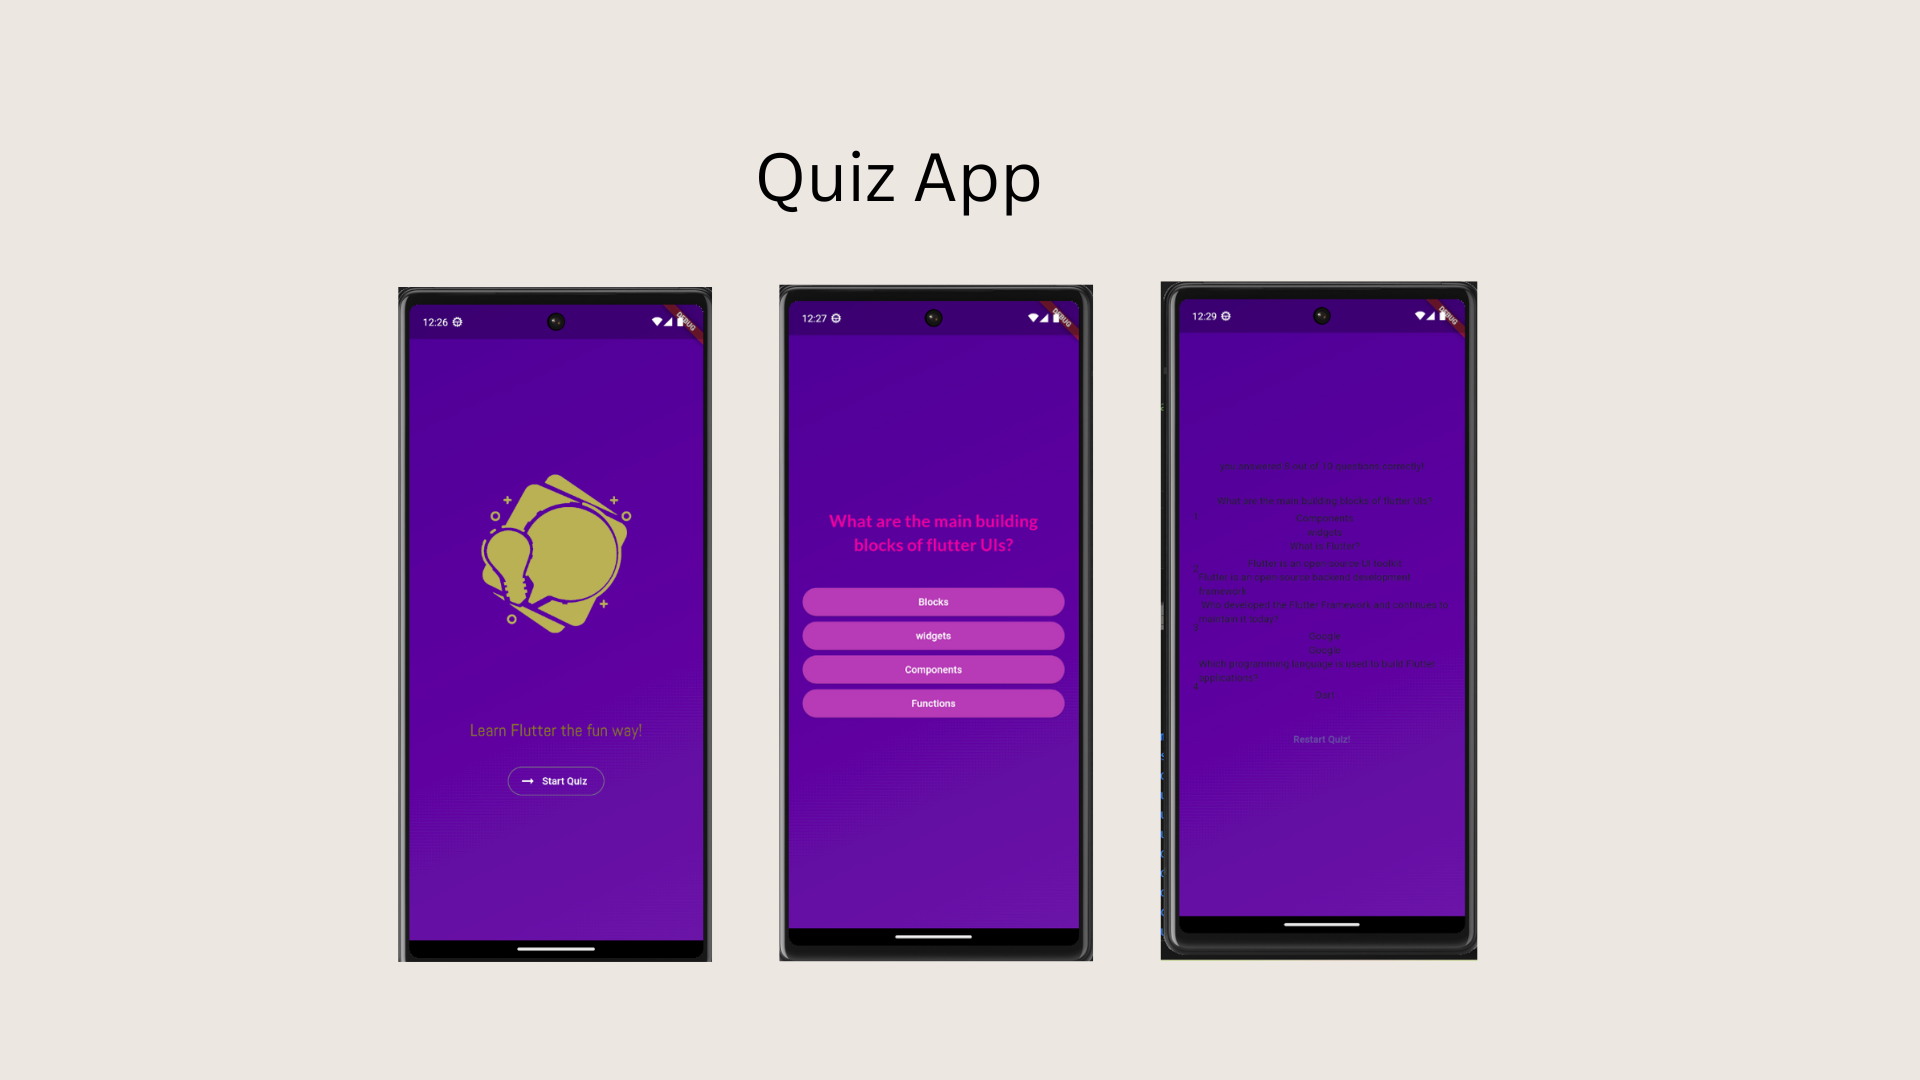 Quiz App
12:26
DEBUG
Learn Flutter the fun way!
Start Quiz
12:27
DEBUG
What are the main building
blocks of flutter UIs?
Blocks
widgets
Components
Functions
12:29
DEBUG
you answered out of 10 questions correctly!
What are the main building blocks of flutter UIs?
1
Components
widgets
What is Flutter?
2
Flutter is an open-source UI
Flutter is an open-source backend development
framework
Who developed the Flutter Framework and continues to
maintain it today?
3
Google
Google
Which programming language is used to build Flutter
applications?
4
Dart
Restart Quiz!